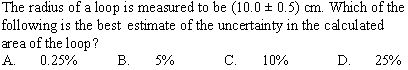 The radius of a loop is measured to be (10.0 ± 0.5) cm. Which of the
following is the best estimate of the uncertainty in the calculated
area of the loop?
A. 0.25% B. 5% C. 10% D. 25%